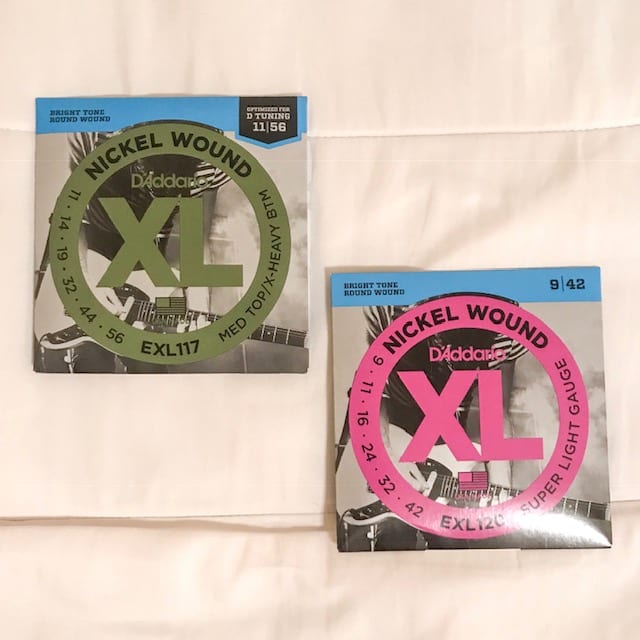 BRIGHT TONE
ROUND WOUND
OPTIMIZED FOR
D TUNING
11|56
NICKEL WOUND
D'Addario
XL
11 · 14 · 19 · 32 · 44 · 56
EXL117
MED TOP/X-HEAVY BTM
BRIGHT TONE
ROUND WOUND
9|42
NICKEL WOUND
D'Addario
XL
9 · 11 · 16 · 24 · 32 · 42
EXL120
SUPER LIGHT GAUGE